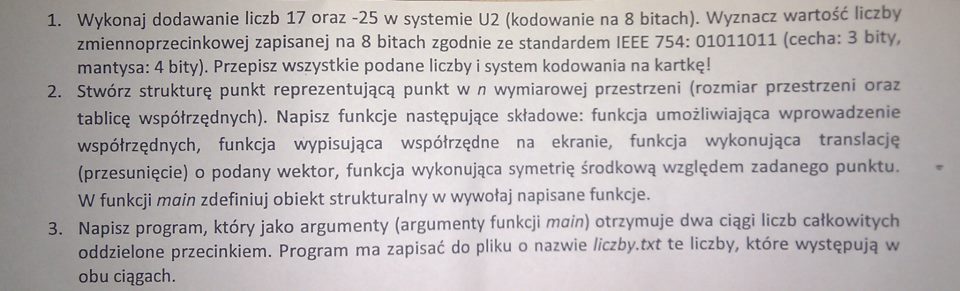 1. Wykonaj dodawanie liczb 17 oraz -25 w systemie U2 (kodowanie na 8 bitach). Wyznacz wartość liczby
zmiennoprzecinkowej zapisanej na 8 bitach zgodnie ze standardem IEEE 754: 01011011 (cecha: 3 bity,
mantysa: 4 bity). Przepisz wszystkie podane liczby i system kodowania na kartkę!
2. Stwórz strukturę punkt reprezentującą punkt w n wymiarowej przestrzeni (rozmiar przestrzeni oraz
tablicę współrzędnych). Napisz funkcje następujące składowe: funkcja umożliwiająca wprowadzenie
współrzędnych, funkcja wypisująca współrzędne na ekranie, funkcja wykonująca translację
(przesunięcie) o podany wektor, funkcja wykonująca symetrię środkową względem zadanego punktu.
W funkcji main zdefiniuj obiekt strukturalny w wywołaj napisane funkcje.
3. Napisz program, który jako argumenty (argumenty funkcji main) otrzymuje dwa ciągi liczb całkowitych
oddzielone przecinkiem. Program ma zapisać do pliku o nazwie liczby.txt te liczby, które występują w
obu ciągach.